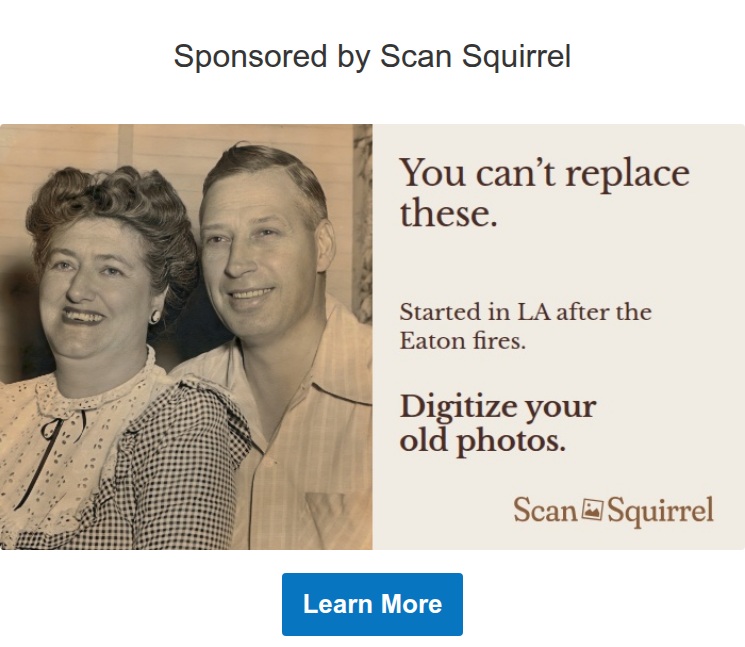 Sponsored by Scan Squirrel
You can’t replace
these.
Started in LA after the
Eaton fires.
Digitize your
old photos.
Scan Squirrel
Learn More